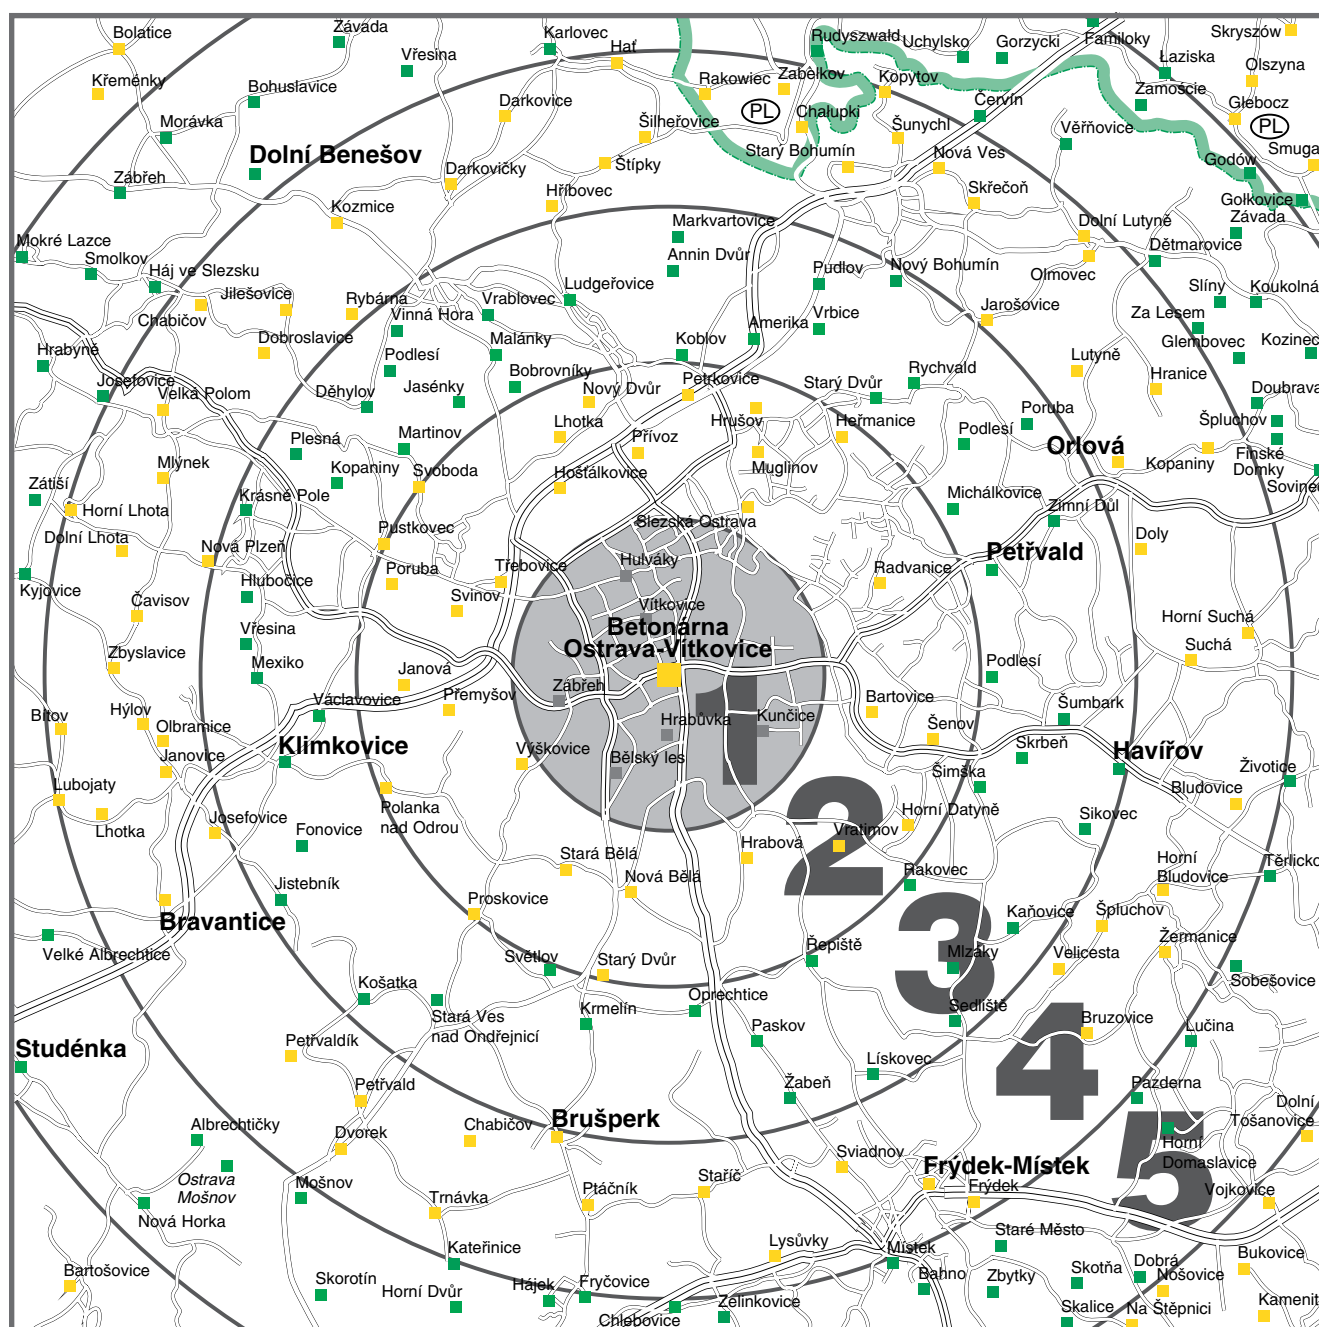 Bolatice
Závada
Vřesina
Karlovec
Hať
Rudyszwald
Uchylsko
Gorzycki
Familoky
Skryszów
Łaziska
Olszyna
Křeménky
Bohuslavice
Rakowiec
Zabełkov
Kopytov
Červín
Zamoście
Głebocz
Morávka
Darkovice
Šilheřovice
PL
Chałupki
Šunychl
Věřňovice
PL
Dolní Benešov
Darkovičky
Štípky
Starý Bohumín
Nová Ves
Godów
Smuga
Zábřeh
Kozmice
Hříbovec
Skřečoň
Gołkovice
Mokré Lazce
Markvartovice
Dolní Lutyně
Závada
Smolkov
Háj ve Slezsku
Annin Dvůr
Pudlov
Nový Bohumín
Olmovec
Dětmarovice
Jilešovice
Rybárna
Vrablovec
Ludgeřovice
Slíny
Koukolná
Chabičov
Vinná Hora
Amerika
Vrbice
Jarošovice
Za Lesem
Hrabyně
Dobroslavice
Podlesí
Malánky
Koblov
Lutyně
Glembovec
Kozinec
Josefovice
Velká Polom
Děhylov
Jasénky
Bobrovníky
Nový Dvůr
Petřkovice
Starý Dvůr
Rychvald
Hranice
Doubrava
Plesná
Martinov
Lhotka
Přívoz
Hrušov
Heřmanice
Podlesí
Poruba
Orlová
Špluchov
Mlýnek
Kopaniny
Svoboda
Hošťálkovice
Muglinov
Kopaniny
Finské
Domky
Zátiší
Horní Lhota
Krásné Pole
Michálkovice
Zimní Důl
Sovinec
Dolní Lhota
Nová Plzeň
Pustkovec
Slezská Ostrava
Petřvald
Doly
Kyjovice
Hlubočice
Poruba
Třebovice
Hulváky
Radvanice
Čavisov
Svinov
Vítkovice
Horní Suchá
Vřesina
Betonárna
Ostrava-Vítkovice
Suchá
Zbyslavice
Mexiko
Janová
Zábřeh
Podlesí
Bítov
Hýlov
Václavovice
Přemyšov
Hrabůvka
Kunčice
1
Bartovice
Šumbark
Olbramice
Klimkovice
Výškovice
Bělský les
Šenov
Skrbeň
Havířov
Janovice
Šimška
Životice
Lubojaty
Polanka
nad Odrou
2
Horní Datyně
Bludovice
Lhotka
Josefovice
Fonovice
Hrabová
Vratimov
Sikovec
Jistebník
Stará Bělá
Nová Bělá
Rakovec
Horní
Bludovice
Těrlicko
Bravantice
Proskovice
3
Kaňovice
Špluchov
Velké Albrechtice
Světlov
Starý Dvůr
Řepiště
Mlzáky
Velicesta
Žermanice
Košatka
Oprechtice
Sedliště
Sobešovice
Stará Ves
nad Ondřejnicí
Krmelín
Paskov
4
Bruzovice
Lučina
Studénka
Petřvaldík
Lískovec
Petřvald
Žabeň
Pazderna
Albrechtičky
Dvorek
Chabičov
Brušperk
5
Dolní
Tošanovice
Ostrava
Mošnov
Sviadnov
Frýdek-Místek
Horní
Domaslavice
Mošnov
Trnávka
Ptáčník
Staříč
Frýdek
Vojkovice
Nová Horka
Staré Město
Kateřinice
Lysůvky
Místek
Bukovice
Bartošovice
Skorotín
Horní Dvůr
Hájek
Fryčovice
Bahno
Zbytky
Skotňa
Dobrá
Nošovice
Chlebovice
Zelinkovice
Skalice
Na Štěpnici
Kamenit